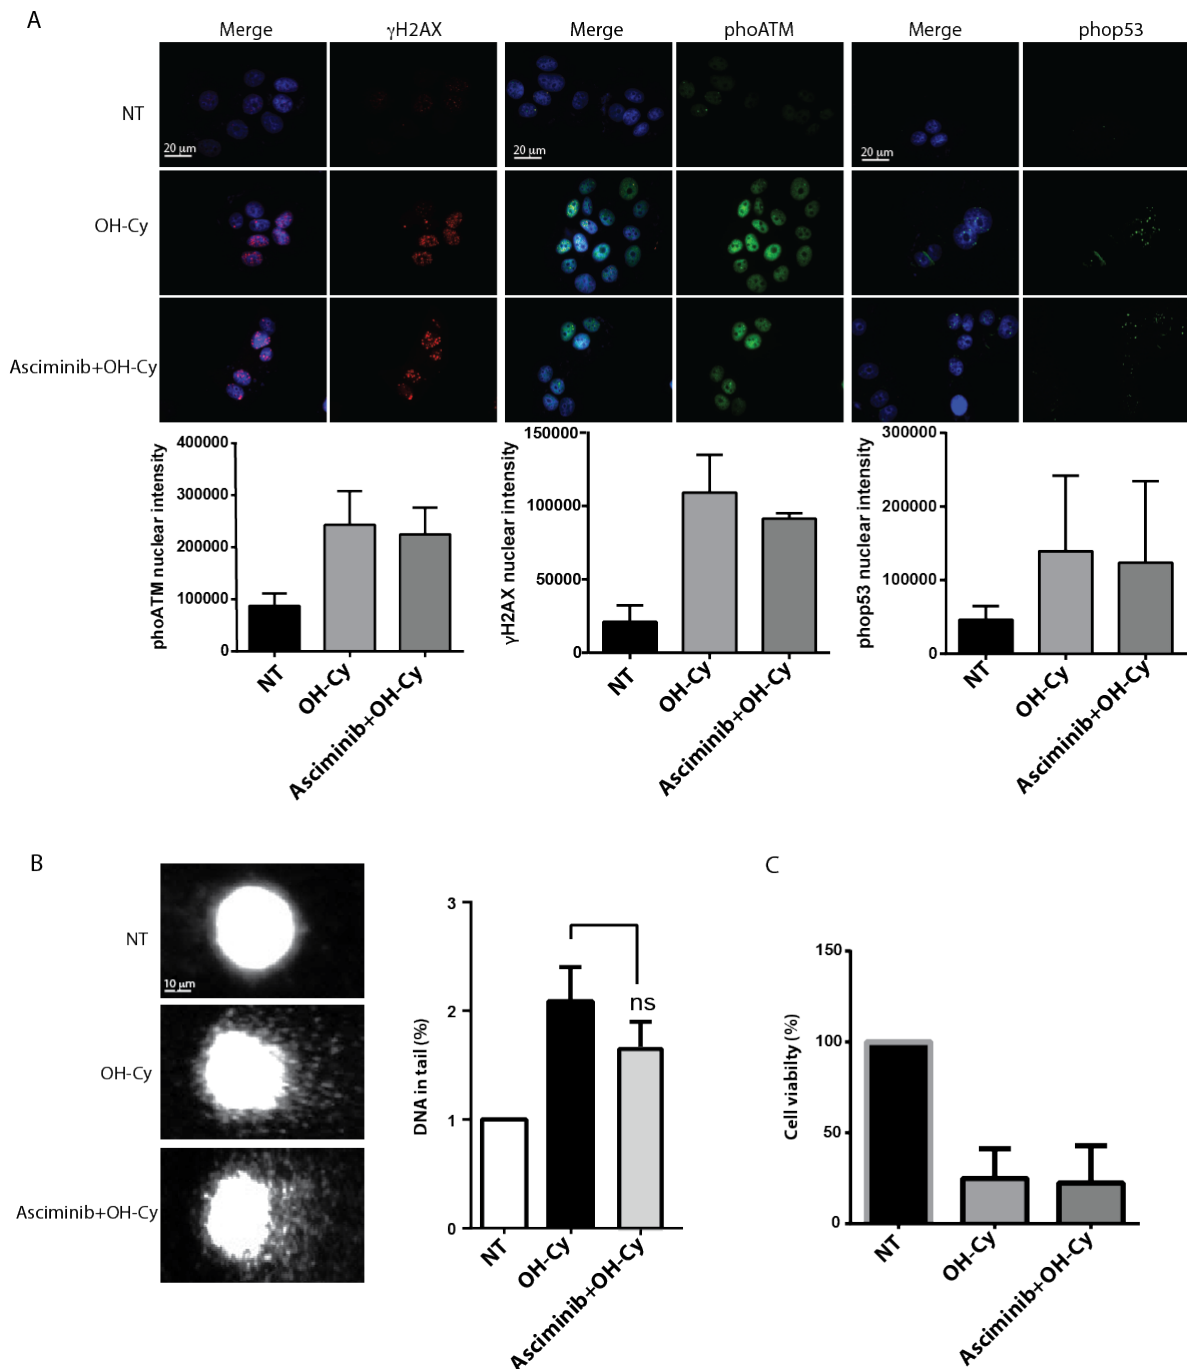 A
Merge γH2AX Merge phoATM Merge phop53
NT
20 μm 20 μm 20 μm
OH-Cy
Asciminib+OH-Cy
phoATM nuclear intensity
400000
300000
200000
100000
0
NT
OH-Cy
Asciminib+OH-Cy
γH2AX nuclear intensity
150000
100000
50000
0
NT
OH-Cy
Asciminib+OH-Cy
phop53 nuclear intensity
300000
200000
100000
0
NT
OH-Cy
Asciminib+OH-Cy
B
NT
10 μm
OH-Cy
Asciminib+OH-Cy
DNA in tail (%)
3
2
1
0
ns
NT
OH-Cy
Asciminib+OH-Cy
C
Cell viabilty (%)
150
100
50
0
NT
OH-Cy
Asciminib+OH-Cy